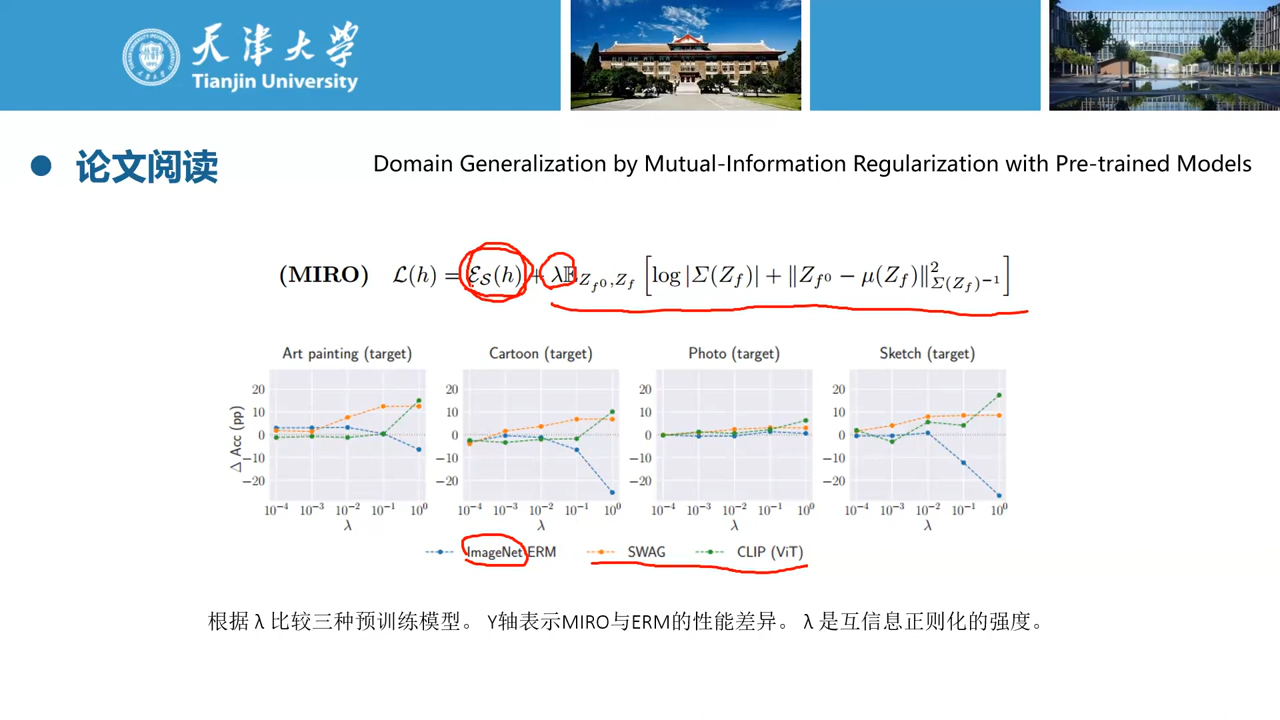 天津大学
Tianjin University
论文阅读
Domain Generalization by Mutual-Information Regularization with Pre-trained Models
(MIRO) ℒ(h) = ℰ_S(h) + λ𝔼_{Z_{f^0}, Z_f} [log |Σ(Z_f)| + ‖Z_{f^0} − μ(Z_f)‖²_{Σ(Z_f)^{−1}}]
Art painting (target) Cartoon (target) Photo (target) Sketch (target)
Δ Acc (pp)
20 20 20 20
10 10 10 10
0 0 0 0
−10 −10 −10 −10
−20 −20 −20 −20
10⁻⁴ 10⁻³ 10⁻² 10⁻¹ 10⁰ 10⁻⁴ 10⁻³ 10⁻² 10⁻¹ 10⁰ 10⁻⁴ 10⁻³ 10⁻² 10⁻¹ 10⁰ 10⁻⁴ 10⁻³ 10⁻² 10⁻¹ 10⁰
λ λ λ λ
ImageNet ERM SWAG CLIP (ViT)
根据 λ 比较三种预训练模型。 Y轴表示MIRO与ERM的性能差异。 λ 是互信息正则化的强度。